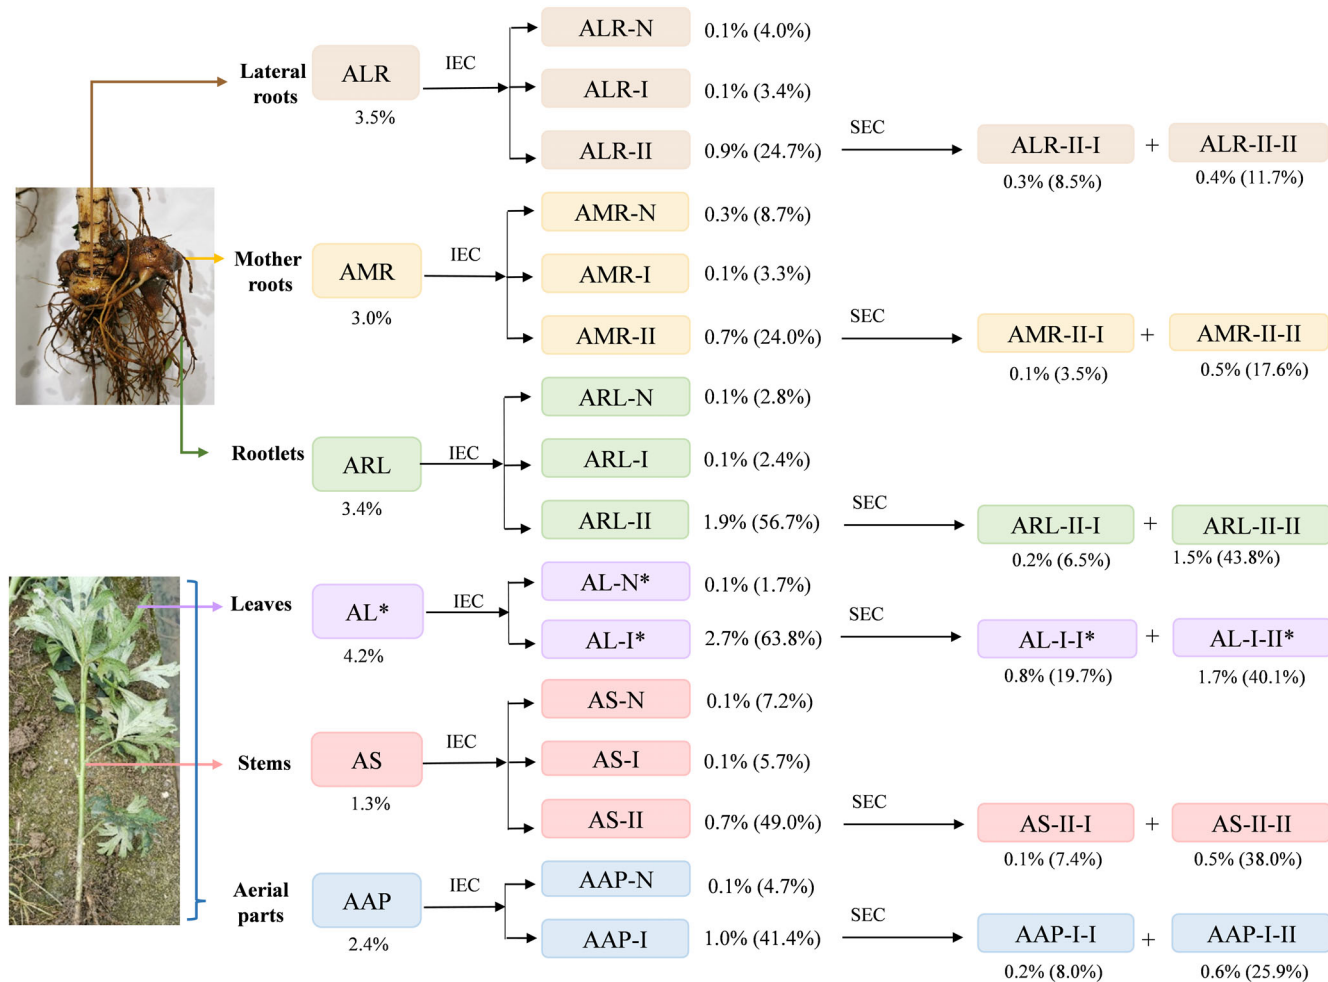 Lateral
roots
ALR
3.5%
IEC
ALR-N
0.1% (4.0%)
ALR-I
0.1% (3.4%)
ALR-II
0.9% (24.7%)
SEC
ALR-II-I
+
ALR-II-II
0.3% (8.5%)
0.4% (11.7%)
Mother
roots
AMR
3.0%
IEC
AMR-N
0.3% (8.7%)
AMR-I
0.1% (3.3%)
AMR-II
0.7% (24.0%)
SEC
AMR-II-I
+
AMR-II-II
0.1% (3.5%)
0.5% (17.6%)
Rootlets
ARL
3.4%
IEC
ARL-N
0.1% (2.8%)
ARL-I
0.1% (2.4%)
ARL-II
1.9% (56.7%)
SEC
ARL-II-I
+
ARL-II-II
0.2% (6.5%)
1.5% (43.8%)
Leaves
AL*
4.2%
IEC
AL-N*
0.1% (1.7%)
AL-I*
2.7% (63.8%)
SEC
AL-I-I*
+
AL-I-II*
0.8% (19.7%)
1.7% (40.1%)
Stems
AS
1.3%
IEC
AS-N
0.1% (7.2%)
AS-I
0.1% (5.7%)
AS-II
0.7% (49.0%)
SEC
AS-II-I
+
AS-II-II
0.1% (7.4%)
0.5% (38.0%)
Aerial
parts
AAP
2.4%
IEC
AAP-N
0.1% (4.7%)
AAP-I
1.0% (41.4%)
SEC
AAP-I-I
+
AAP-I-II
0.2% (8.0%)
0.6% (25.9%)